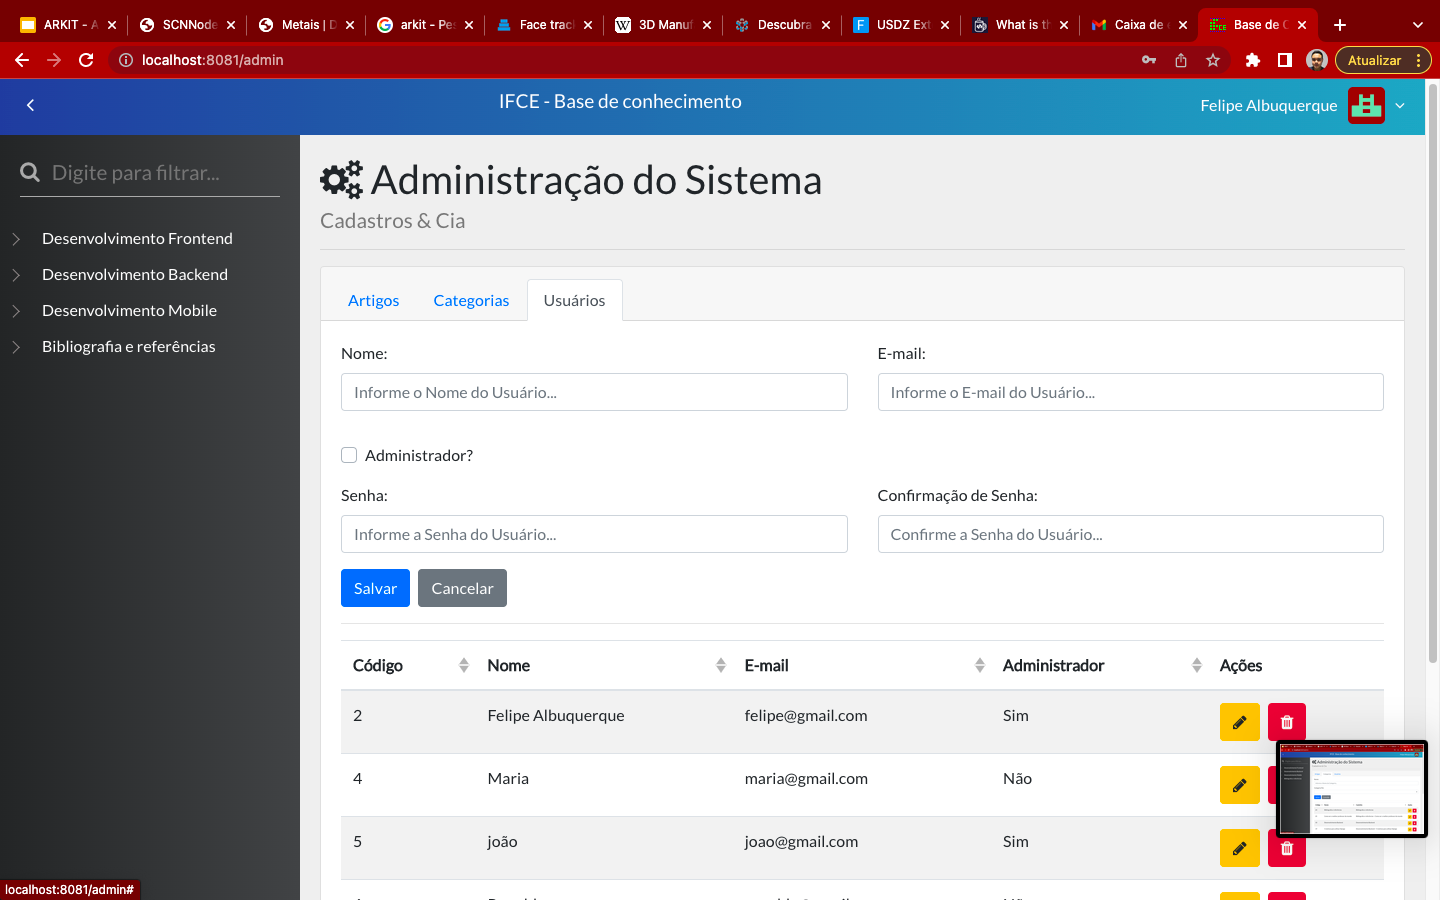 ARKIT - A
SCNNode
Metais | D
arkit - Pes
Face trac
3D Manuf
Descubra
USDZ Ext
What is th
Caixa de e
Base de C
localhost:8081/admin
Atualizar
IFCE - Base de conhecimento
Felipe Albuquerque
Digite para filtrar...
Desenvolvimento Frontend
Desenvolvimento Backend
Desenvolvimento Mobile
Bibliografia e referências
Administração do Sistema
Cadastros & Cia
Artigos Categorias Usuários
Nome: E-mail:
Informe o Nome do Usuário... Informe o E-mail do Usuário...
Administrador?
Senha: Confirmação de Senha:
Informe a Senha do Usuário... Confirme a Senha do Usuário...
Salvar Cancelar
Código Nome E-mail Administrador Ações
2 Felipe Albuquerque felipe@gmail.com Sim
4 Maria maria@gmail.com Não
5 joão joao@gmail.com Sim
localhost:8081/admin#
Administração do Sistema